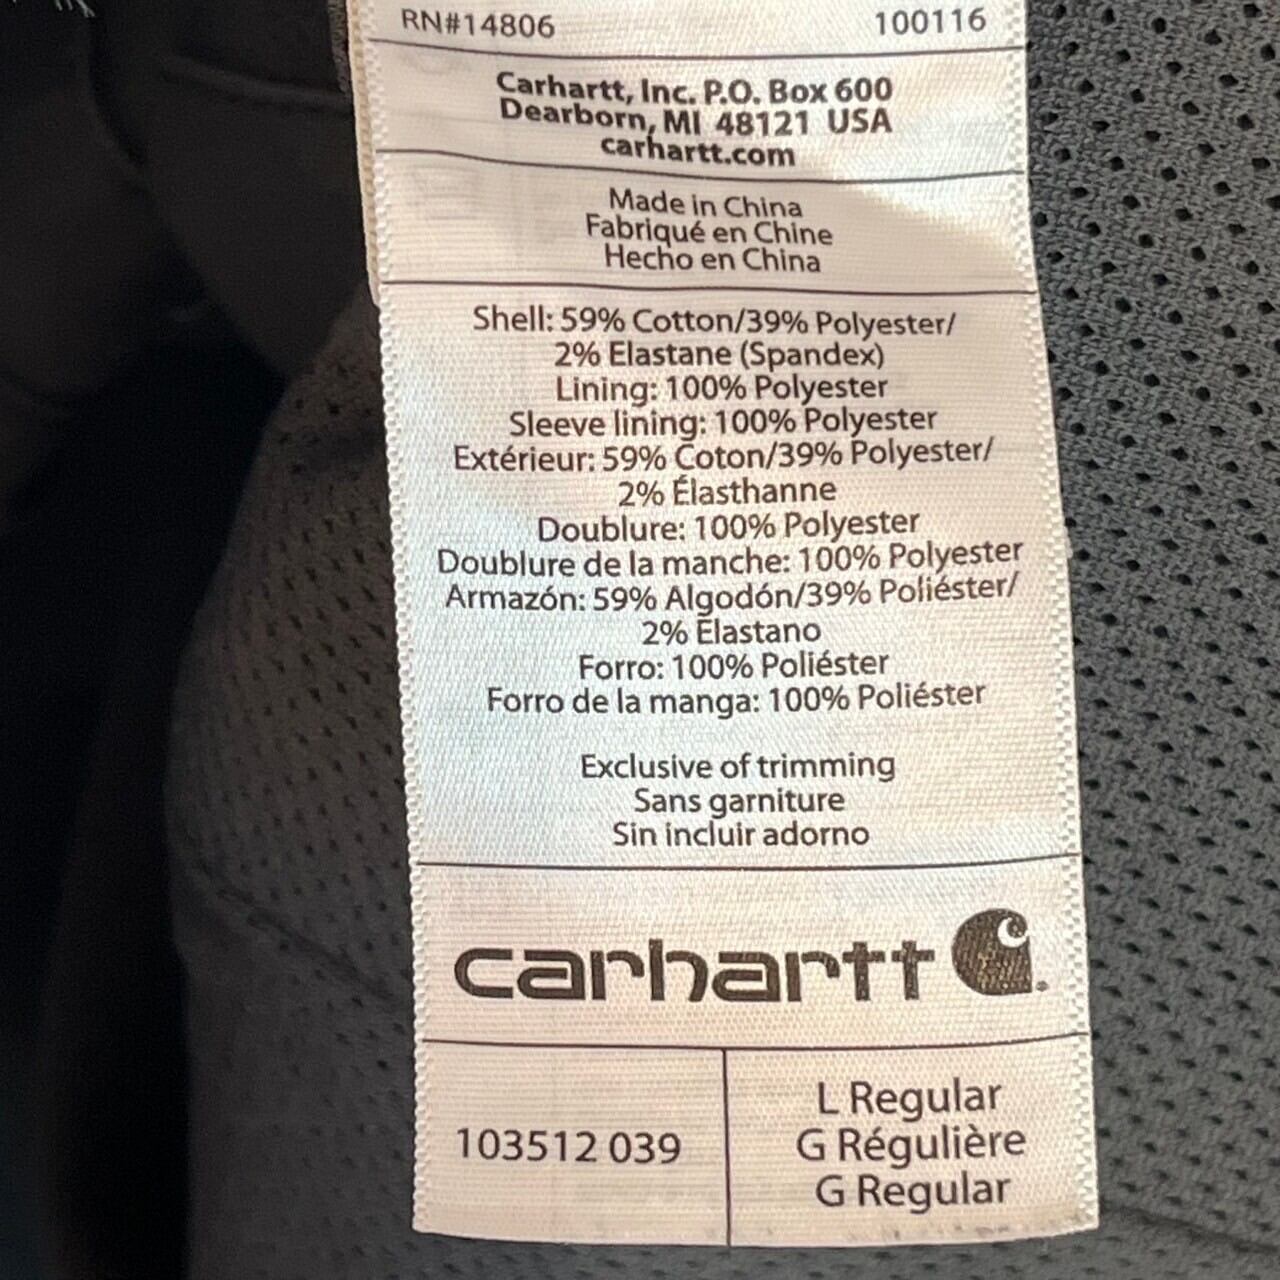 RN#14806 100116
Carhartt, Inc. P.O. Box 600
Dearborn, MI 48121 USA
carhartt.com
Made in China
Fabriqué en Chine
Hecho en China
Shell: 59% Cotton/39% Polyester/
2% Elastane (Spandex)
Lining: 100% Polyester
Sleeve lining: 100% Polyester
Extérieur: 59% Coton/39% Polyester/
2% Élasthanne
Doublure: 100% Polyester
Doublure de la manche: 100% Polyester
Armazón: 59% Algodón/39% Poliéster/
2% Elastano
Forro: 100% Poliéster
Forro de la manga: 100% Poliéster
Exclusive of trimming
Sans garniture
Sin incluir adorno
carhartt
103512 039
L Regular
G Régulière
G Regular